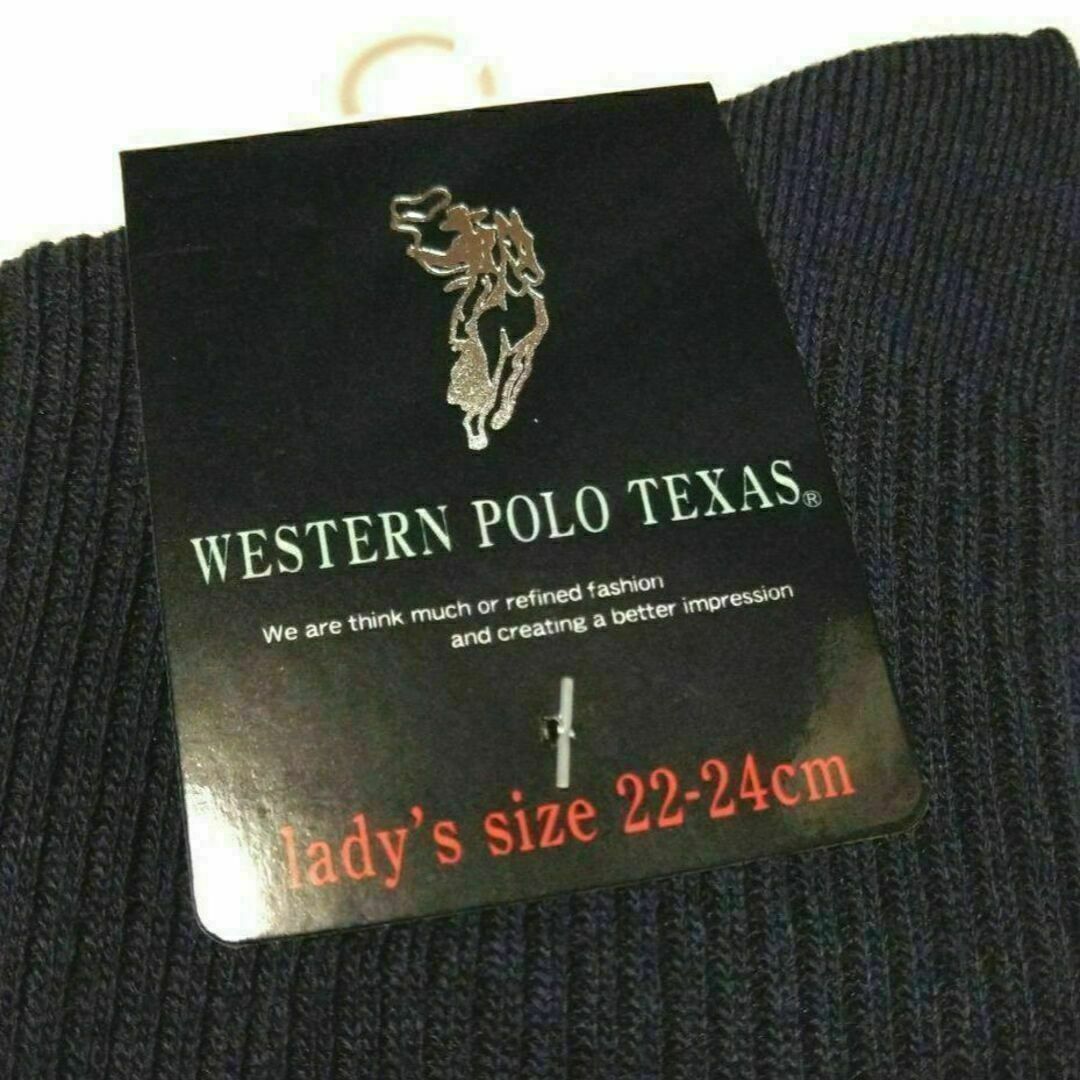 WESTERN POLO TEXAS®
We are think much or refined fashion
and creating a better impression
lady's size 22-24cm